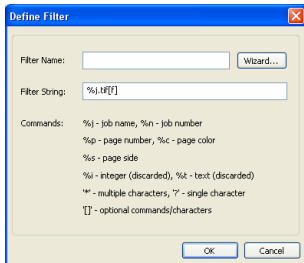 Define Filter
Filter Name:
Wizard...
Filter String: %j.tif[f]
Commands: %j - job name, %n - job number
%p - page number, %c - page color
%s - page side
%i - integer (discarded), %t - text (discarded)
'*' - multiple characters, '?' - single character
'[]' - optional commands/characters
OK Cancel